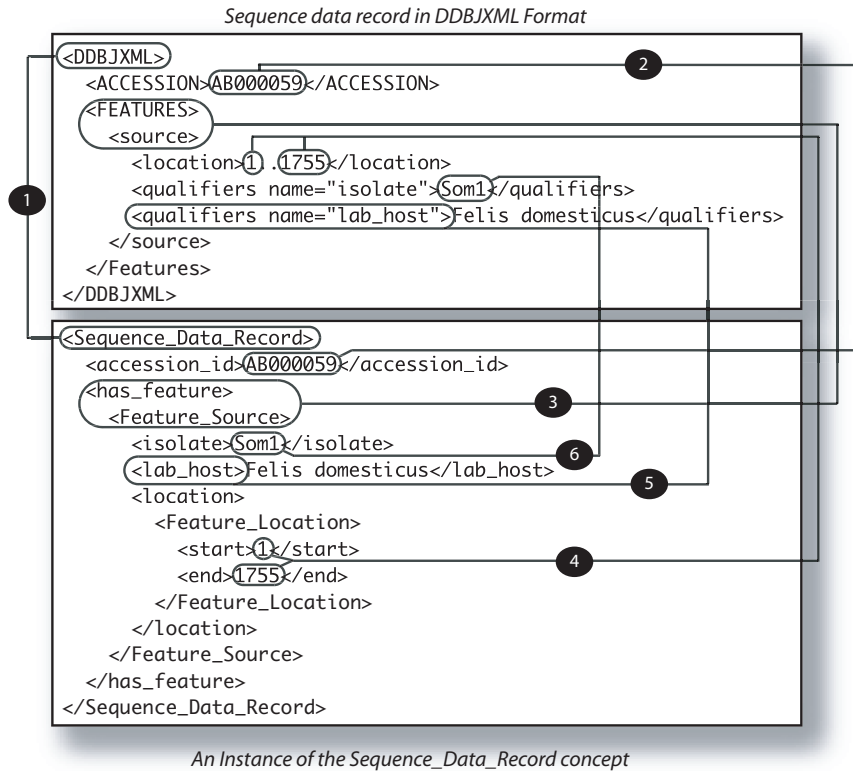 Sequence data record in DDBJXML Format
<DDBJXML>
<ACCESSION>AB000059</ACCESSION>
<FEATURES>
<source>
<location>1..1755</location>
<qualifiers name="isolate">Som1</qualifiers>
<qualifiers name="lab_host">Felis domesticus</qualifiers>
</source>
</Features>
</DDBJXML>
<Sequence_Data_Record>
<accession_id>AB000059</accession_id>
<has_feature>
<Feature_Source>
<isolate>Som1</isolate>
<lab_host>Felis domesticus</lab_host>
<location>
<Feature_Location>
<start>1</start>
<end>1755</end>
</Feature_Location>
</location>
</Feature_Source>
</has_feature>
</Sequence_Data_Record>
An Instance of the Sequence_Data_Record concept
1
2
3
6
5
4